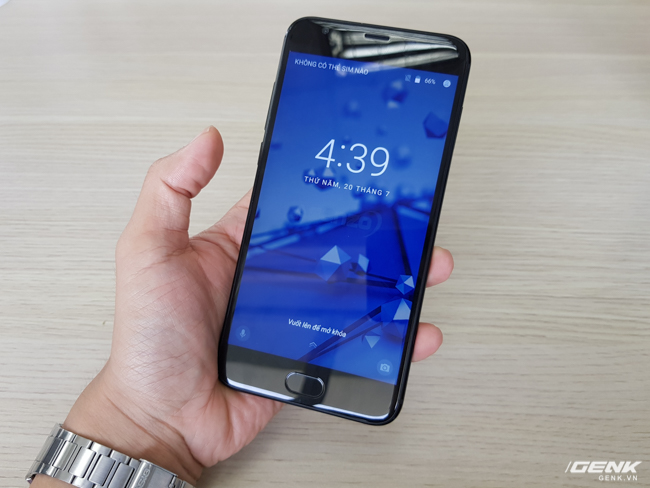 KHÔNG CÓ THẺ SIM NÀO
66%
4:39
THỨ NĂM, 20 THÁNG 7
Vuốt lên để mở khóa
GENK
GENK.VN